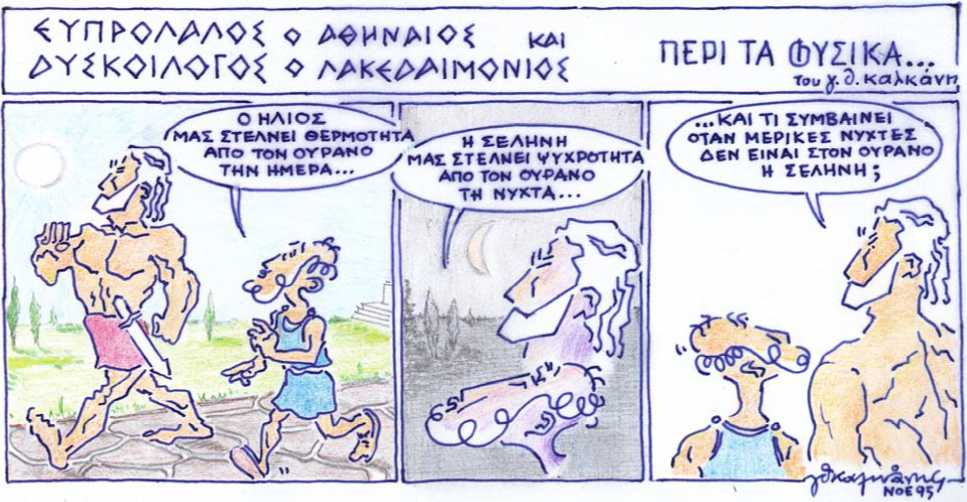 ΕΥΠΡΟΛΑΛΟΣ Ο ΑΘΗΝΑΙΟΣ ΚΑΙ
ΔΥΣΚΟΙΛΟΓΟΣ Ο ΛΑΚΕΔΑΙΜΟΝΙΟΣ
ΠΕΡΙ ΤΑ ΦΥΣΙΚΑ...
του γ.θ. καλκάνη
Ο ΗΛΙΟΣ
ΜΑΣ ΣΤΕΛΝΕΙ ΘΕΡΜΟΤΗΤΑ
ΑΠΟ ΤΟΝ ΟΥΡΑΝΟ
ΤΗΝ ΗΜΕΡΑ...
Η ΣΕΛΗΝΗ
ΜΑΣ ΣΤΕΛΝΕΙ ΨΥΧΡΟΤΗΤΑ
ΑΠΟ ΤΟΝ ΟΥΡΑΝΟ
ΤΗ ΝΥΧΤΑ...
...ΚΑΙ ΤΙ ΣΥΜΒΑΙΝΕΙ
ΟΤΑΝ ΜΕΡΙΚΕΣ ΝΥΧΤΕΣ
ΔΕΝ ΕΙΝΑΙ ΣΤΟΝ ΟΥΡΑΝΟ
Η ΣΕΛΗΝΗ;
ΝΟΕ 95